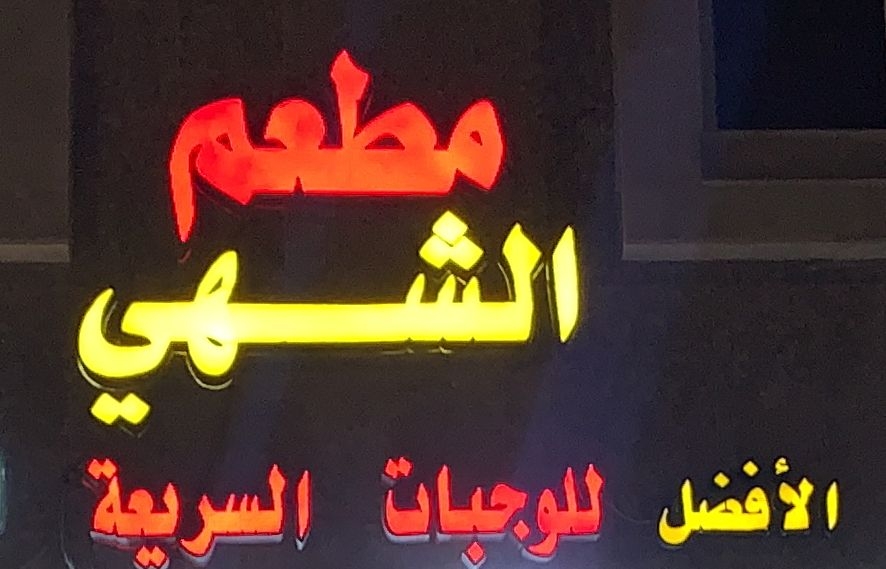 مطعم
الشهي
الأفضل للوجبات السريعة